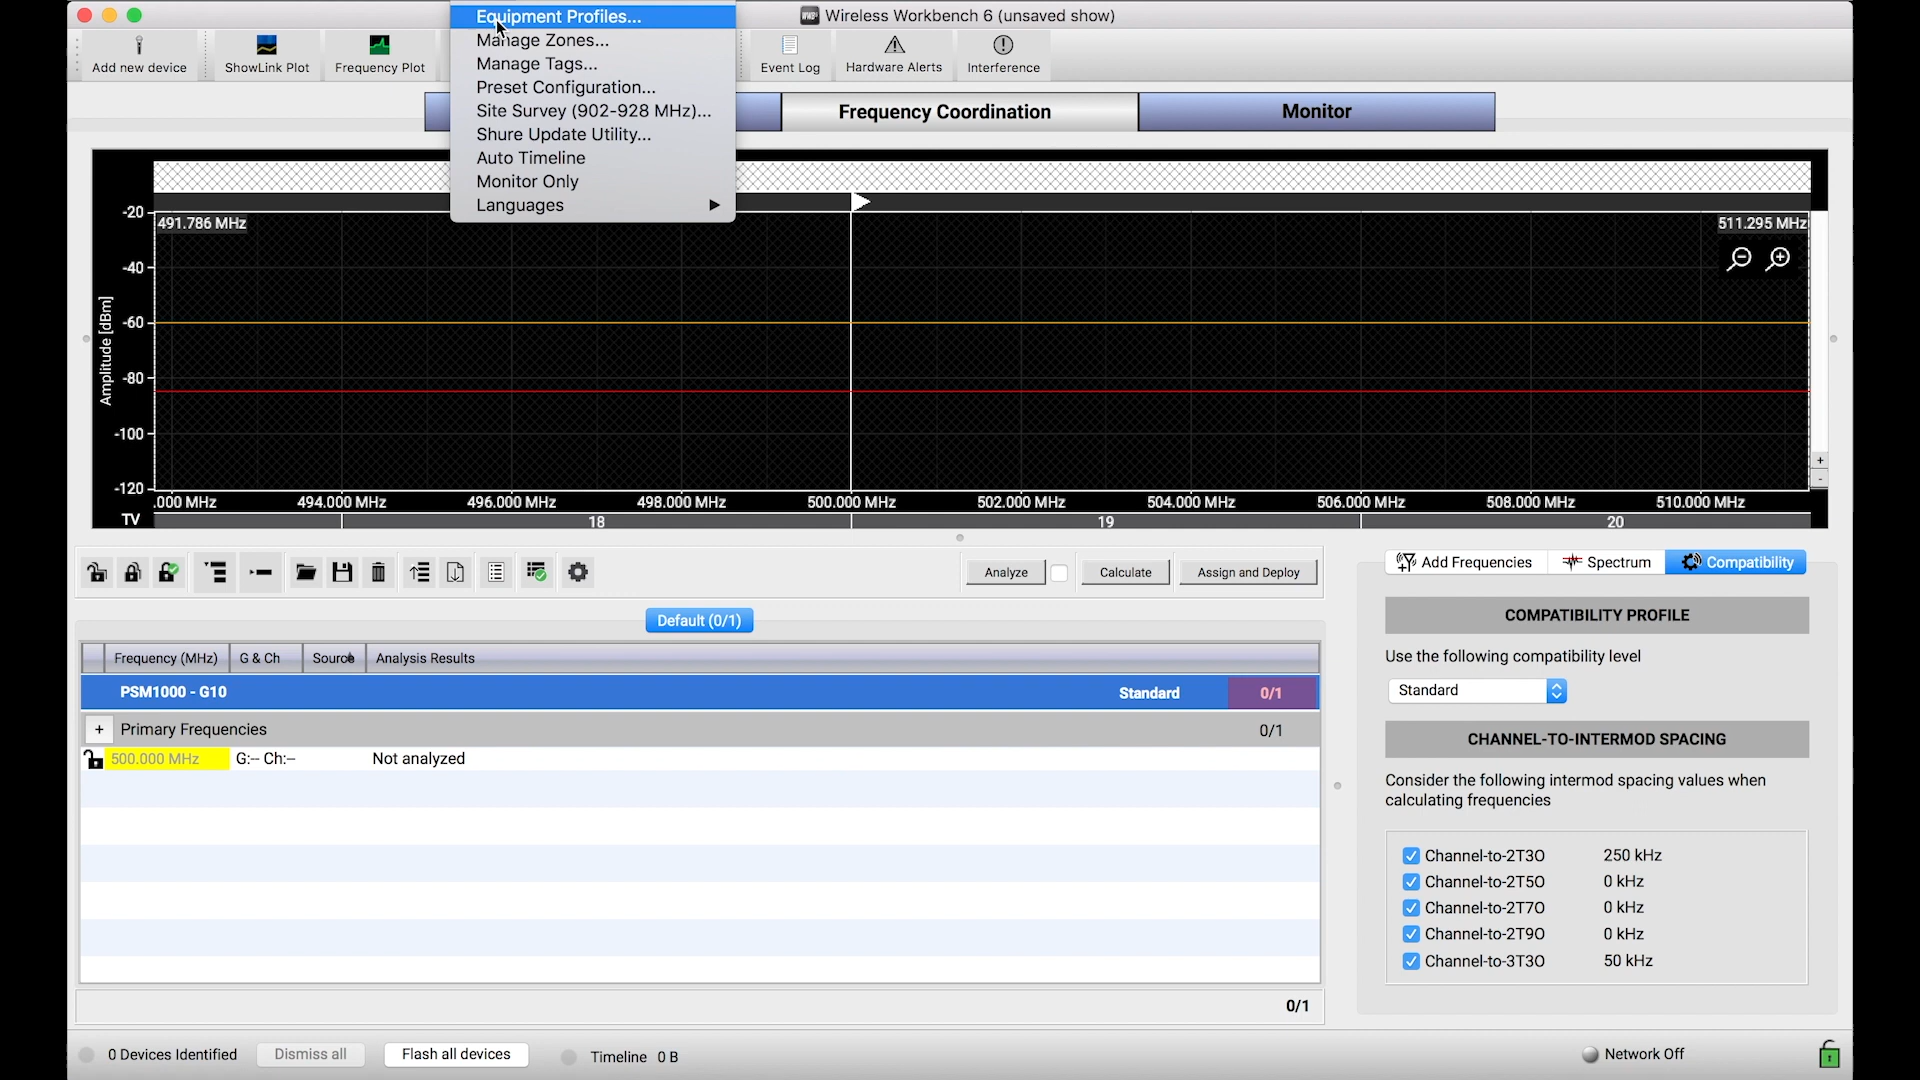 Wireless Workbench 6 (unsaved show)
Equipment Profiles...
Manage Zones...
Manage Tags...
Preset Configuration...
Site Survey (902-928 MHz)...
Shure Update Utility...
Auto Timeline
Monitor Only
Languages
Add new device
ShowLink Plot
Frequency Plot
Event Log
Hardware Alerts
Interference
Frequency Coordination
Monitor
491.786 MHz
511.295 MHz
Amplitude [dBm]
-20
-40
-60
-80
-100
-120
.000 MHz 494.000 MHz 496.000 MHz 498.000 MHz 500.000 MHz 502.000 MHz 504.000 MHz 506.000 MHz 508.000 MHz 510.000 MHz
TV 18 19 20
+
-
Analyze
Calculate
Assign and Deploy
Default (0/1)
Frequency (MHz) G & Ch Source Analysis Results
PSM1000 - G10 Standard 0/1
+ Primary Frequencies 0/1
500.000 MHz G:-- Ch:-- Not analyzed
0/1
Add Frequencies
Spectrum
Compatibility
COMPATIBILITY PROFILE
Use the following compatibility level
Standard
CHANNEL-TO-INTERMOD SPACING
Consider the following intermod spacing values when
calculating frequencies
Channel-to-2T3O 250 kHz
Channel-to-2T5O 0 kHz
Channel-to-2T7O 0 kHz
Channel-to-2T9O 0 kHz
Channel-to-3T3O 50 kHz
0 Devices Identified
Dismiss all
Flash all devices
Timeline 0 B
Network Off